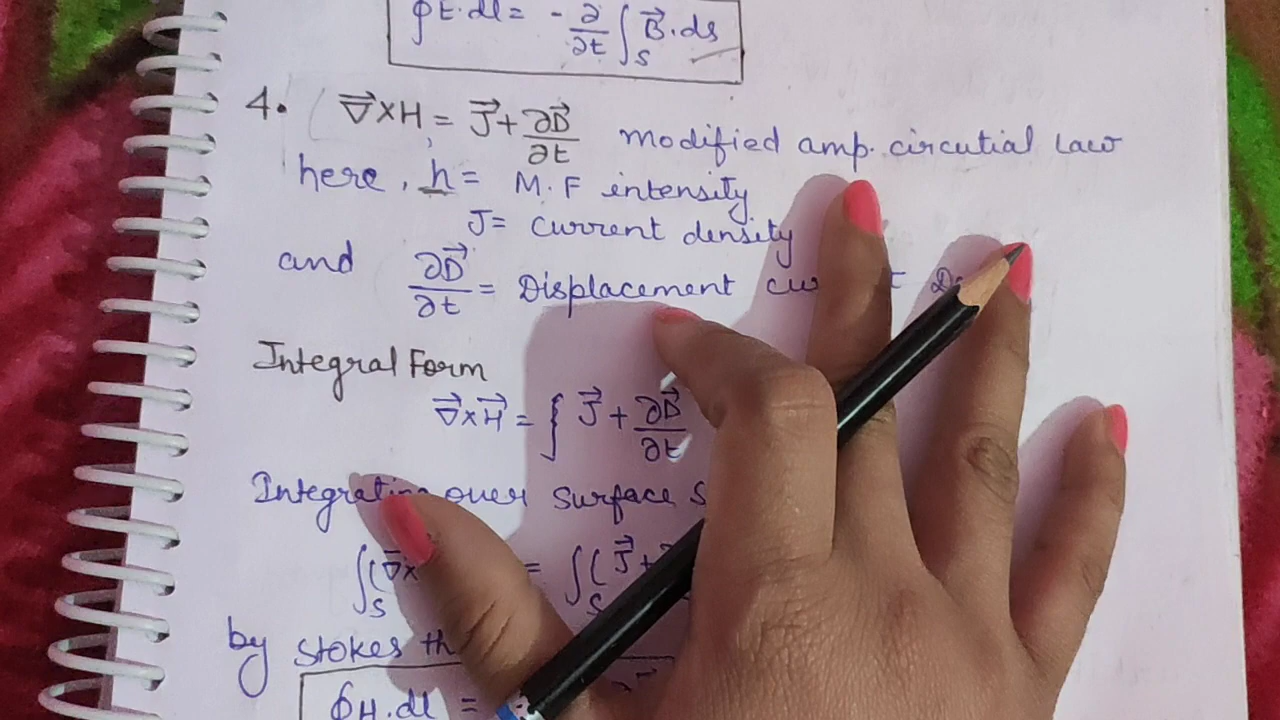 ∮E.dl = - ∂/∂t ∫S B⃗.ds
4. ∇⃗×H = J⃗ + ∂D⃗/∂t modified amp. circutial law
here, h = M.F intensity
J = current density
and ∂D⃗/∂t = Displacement
Integral Form
∇⃗×H⃗ = { J⃗ + ∂D⃗/∂t
Integrating over surface S
∫S(∇⃗× = ∫S(J⃗+
by stokes
∮H.dl =